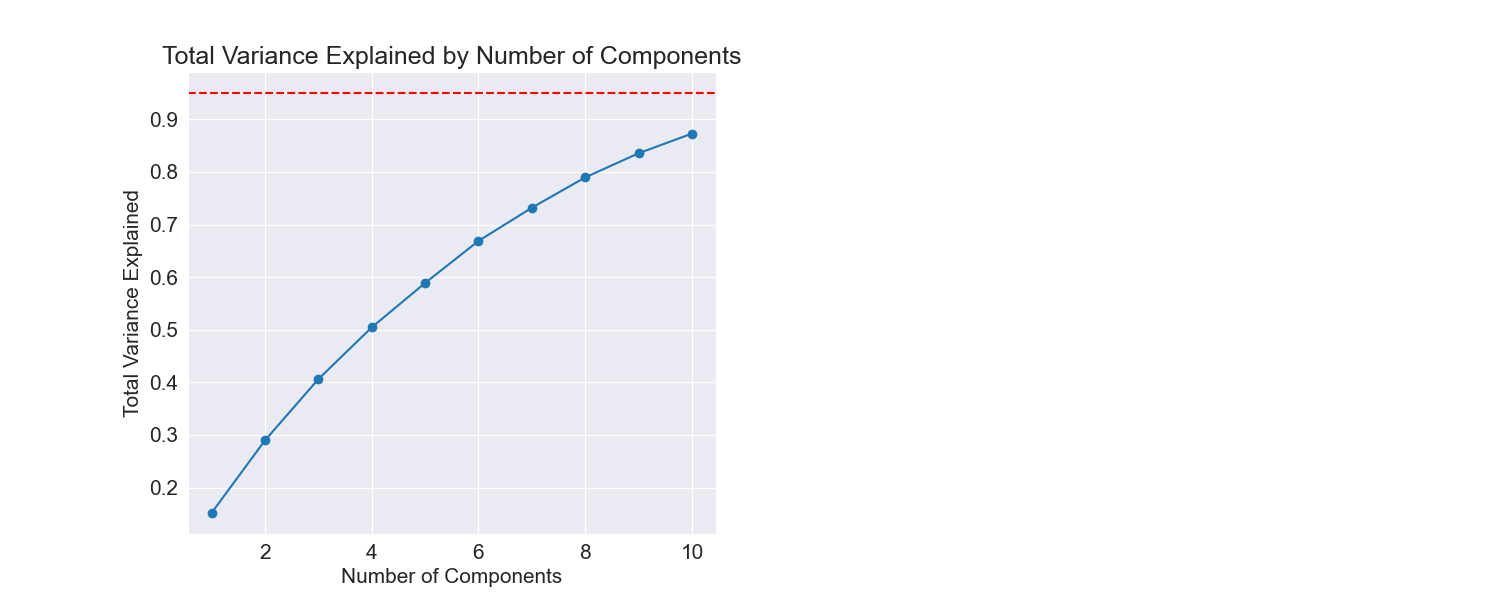 Total Variance Explained by Number of Components
Total Variance Explained
0.9
0.8
0.7
0.6
0.5
0.4
0.3
0.2
2 4 6 8 10
Number of Components